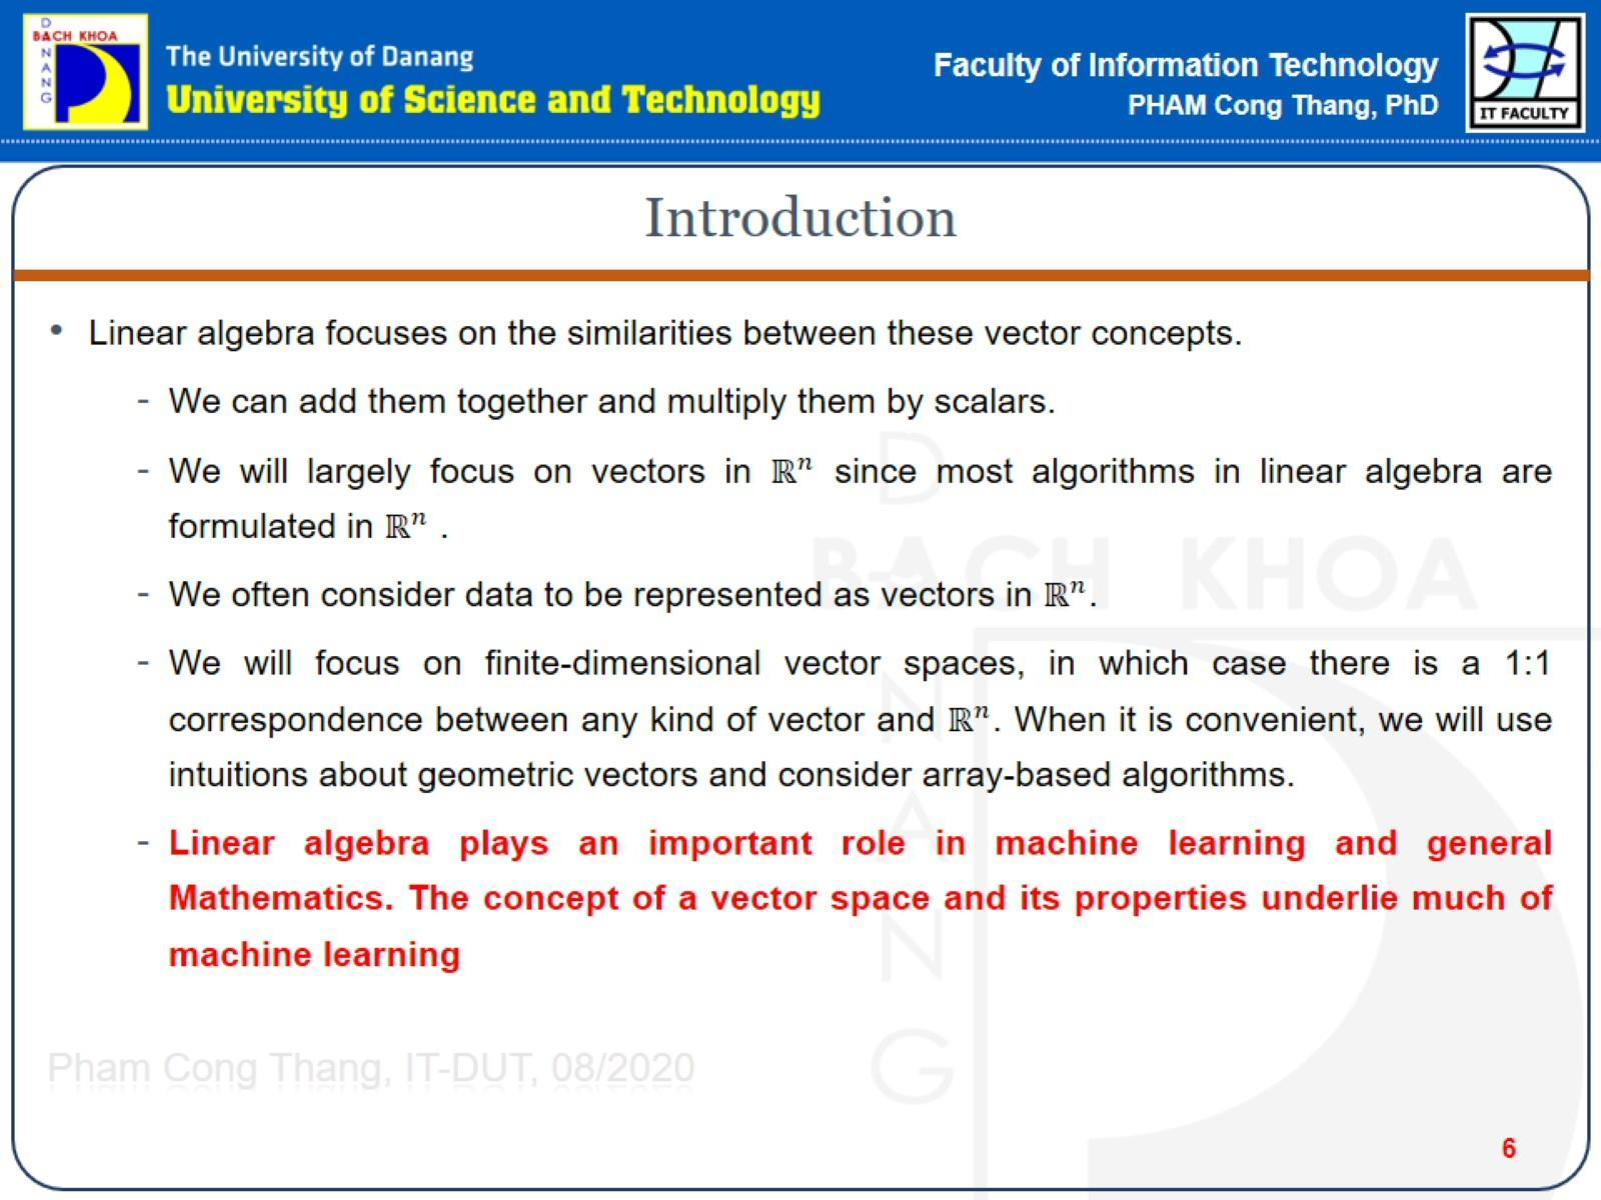 D
BACH KHOA
N
A
N
G
The University of Danang
University of Science and Technology
Faculty of Information Technology
PHAM Cong Thang, PhD
IT FACULTY
Introduction
• Linear algebra focuses on the similarities between these vector concepts.
- We can add them together and multiply them by scalars.
- We will largely focus on vectors in ℝⁿ since most algorithms in linear algebra are
formulated in ℝⁿ .
- We often consider data to be represented as vectors in ℝⁿ.
- We will focus on finite-dimensional vector spaces, in which case there is a 1:1
correspondence between any kind of vector and ℝⁿ. When it is convenient, we will use
intuitions about geometric vectors and consider array-based algorithms.
- Linear algebra plays an important role in machine learning and general
Mathematics. The concept of a vector space and its properties underlie much of
machine learning
D
BACH KHOA
N
A
N
G
Pham Cong Thang, IT-DUT, 08/2020
6